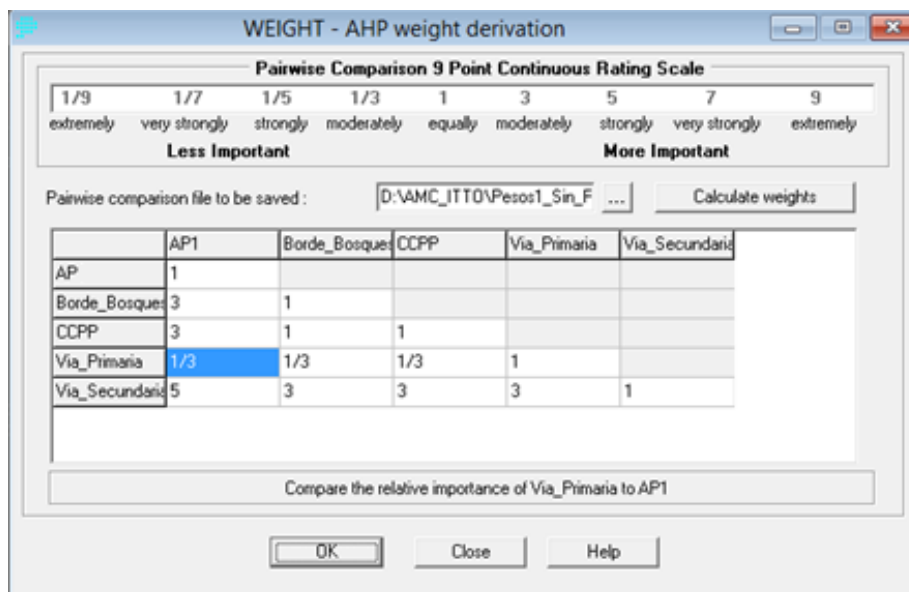 WEIGHT - AHP weight derivation
Pairwise Comparison 9 Point Continuous Rating Scale
1/9 1/7 1/5 1/3 1 3 5 7 9
extremely very strongly strongly moderately equally moderately strongly very strongly extremely
Less Important More Important
Pairwise comparison file to be saved : D:\AMC_ITTO\Pesos1_Sin_F ... Calculate weights
AP1 Borde_Bosques CCPP Via_Primaria Via_Secundaria
AP 1
Borde_Bosques 3 1
CCPP 3 1 1
Via_Primaria 1/3 1/3 1/3 1
Via_Secundaria 5 3 3 3 1
Compare the relative importance of Via_Primaria to AP1
OK Close Help